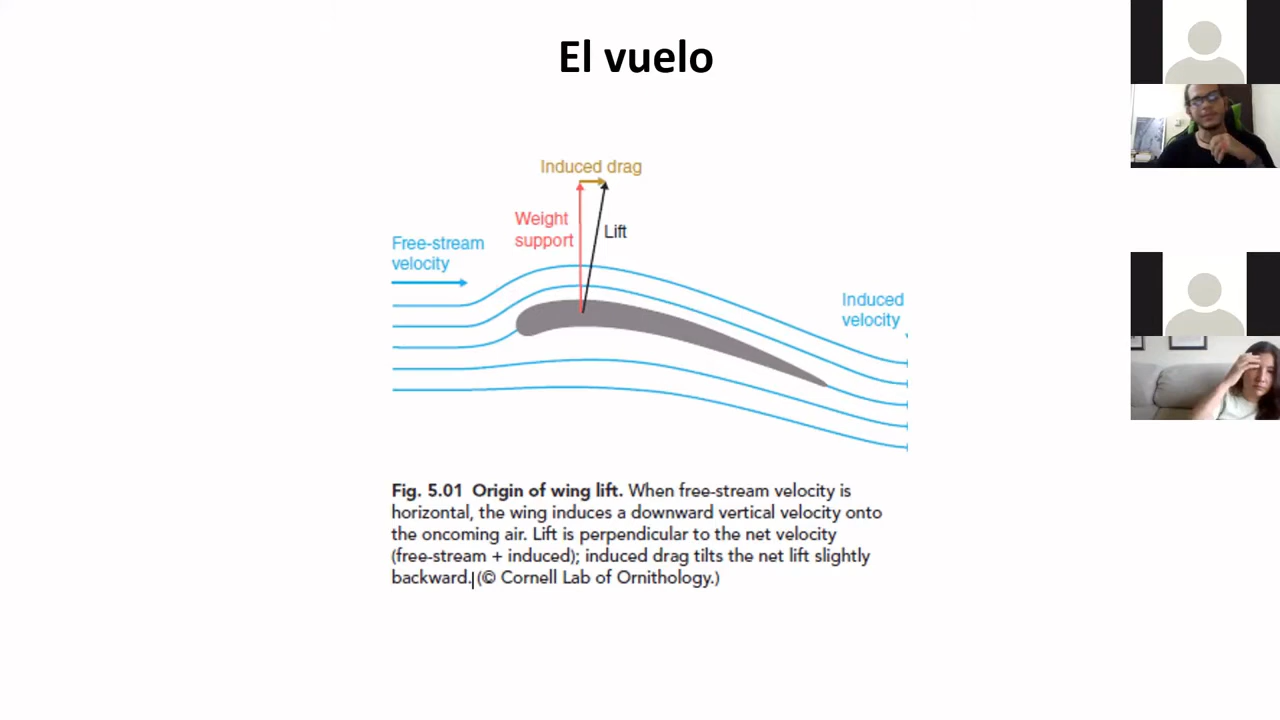 El vuelo
Induced drag
Weight
support
Lift
Free-stream
velocity
Induced
velocity
Fig. 5.01 Origin of wing lift. When free-stream velocity is
horizontal, the wing induces a downward vertical velocity onto
the oncoming air. Lift is perpendicular to the net velocity
(free-stream + induced); induced drag tilts the net lift slightly
backward. (© Cornell Lab of Ornithology.)